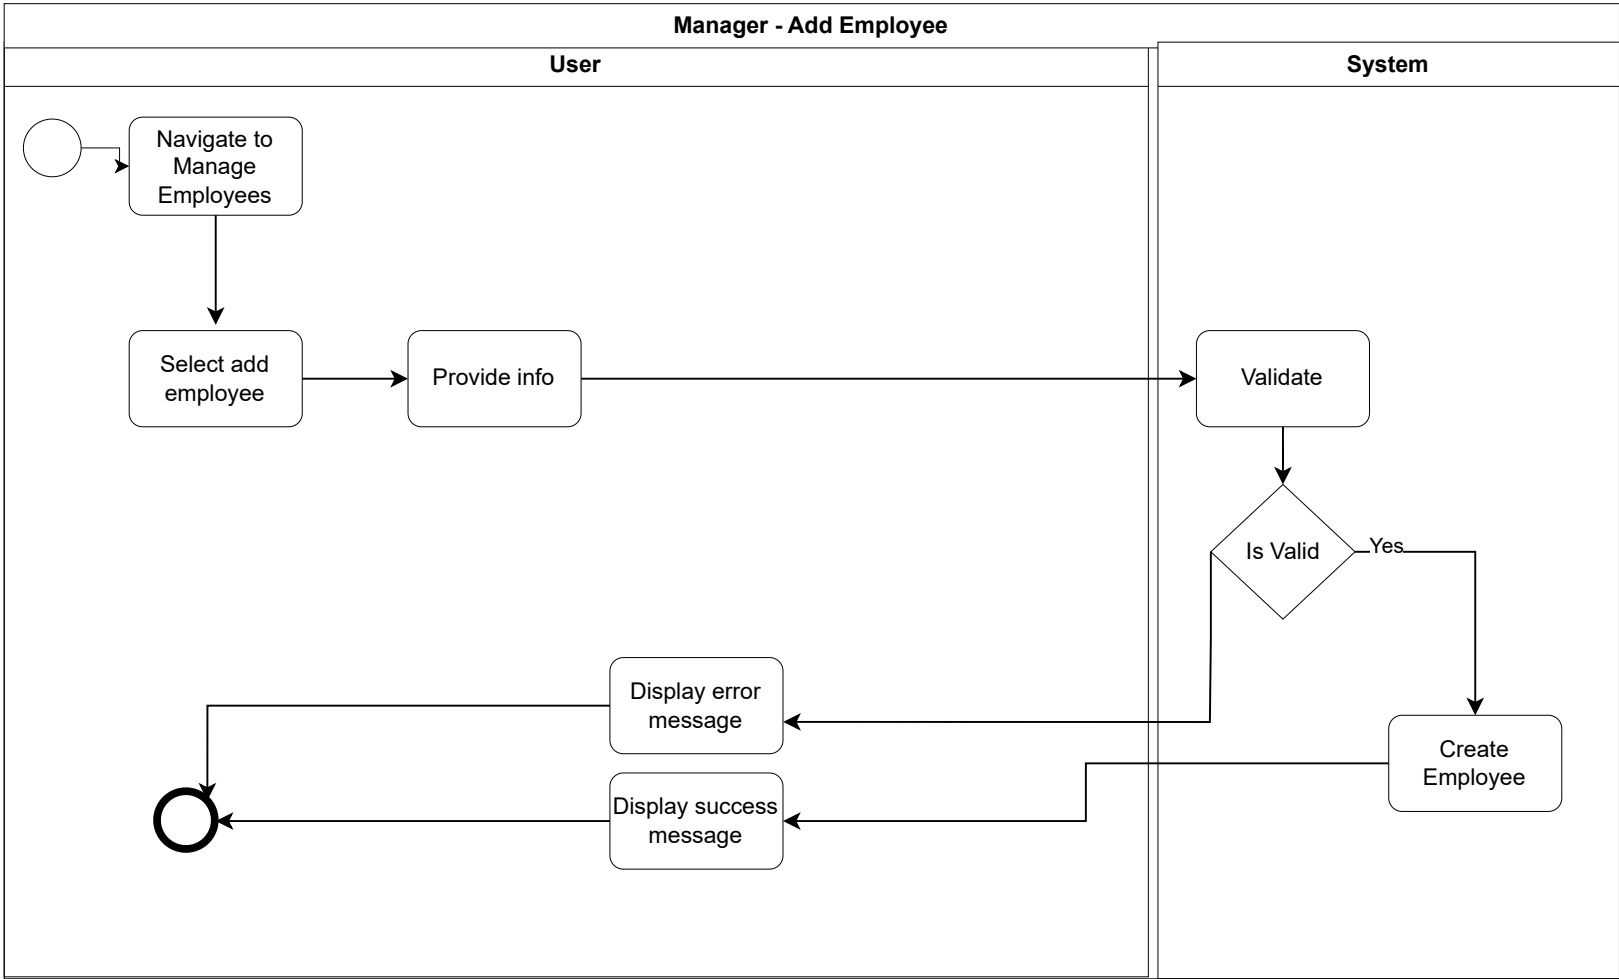 Manager - Add Employee
User
System
Navigate to
Manage
Employees
Select add
employee
Provide info
Validate
Is Valid
Yes
Display error
message
Create
Employee
Display success
message